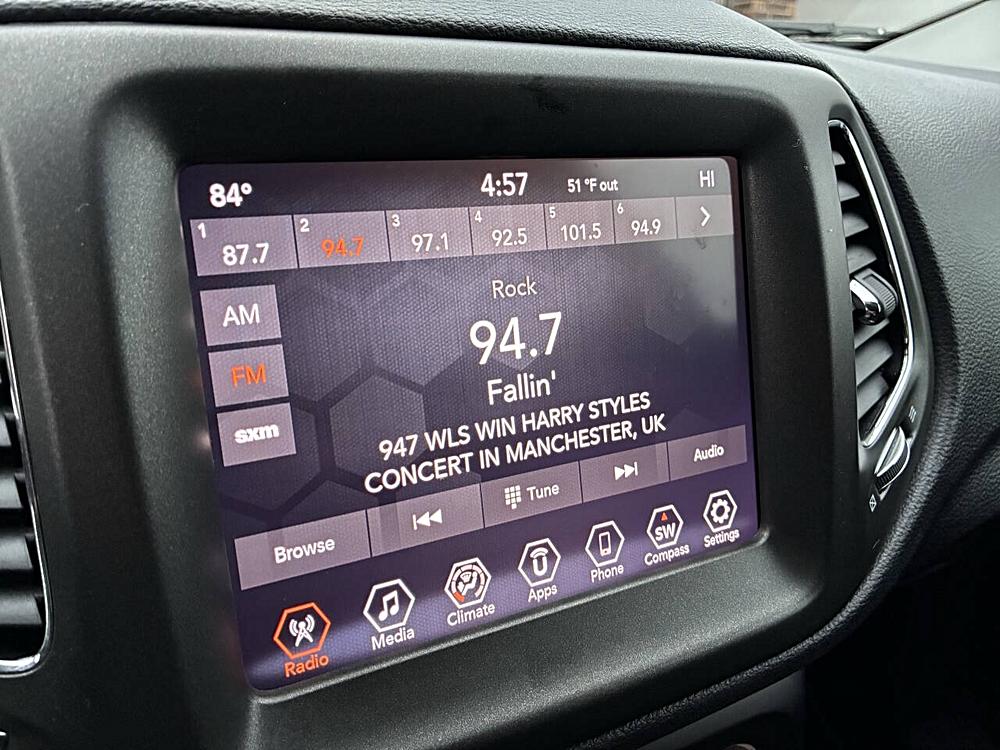 84° 4:57 51 °F out HI
1 87.7 2 94.7 3 97.1 4 92.5 5 101.5 6 94.9
Rock
AM
94.7
FM
Fallin'
sxm
947 WLS WIN HARRY STYLES
CONCERT IN MANCHESTER, UK
Browse Tune Audio
Radio Media Climate Apps Phone SW Compass Settings